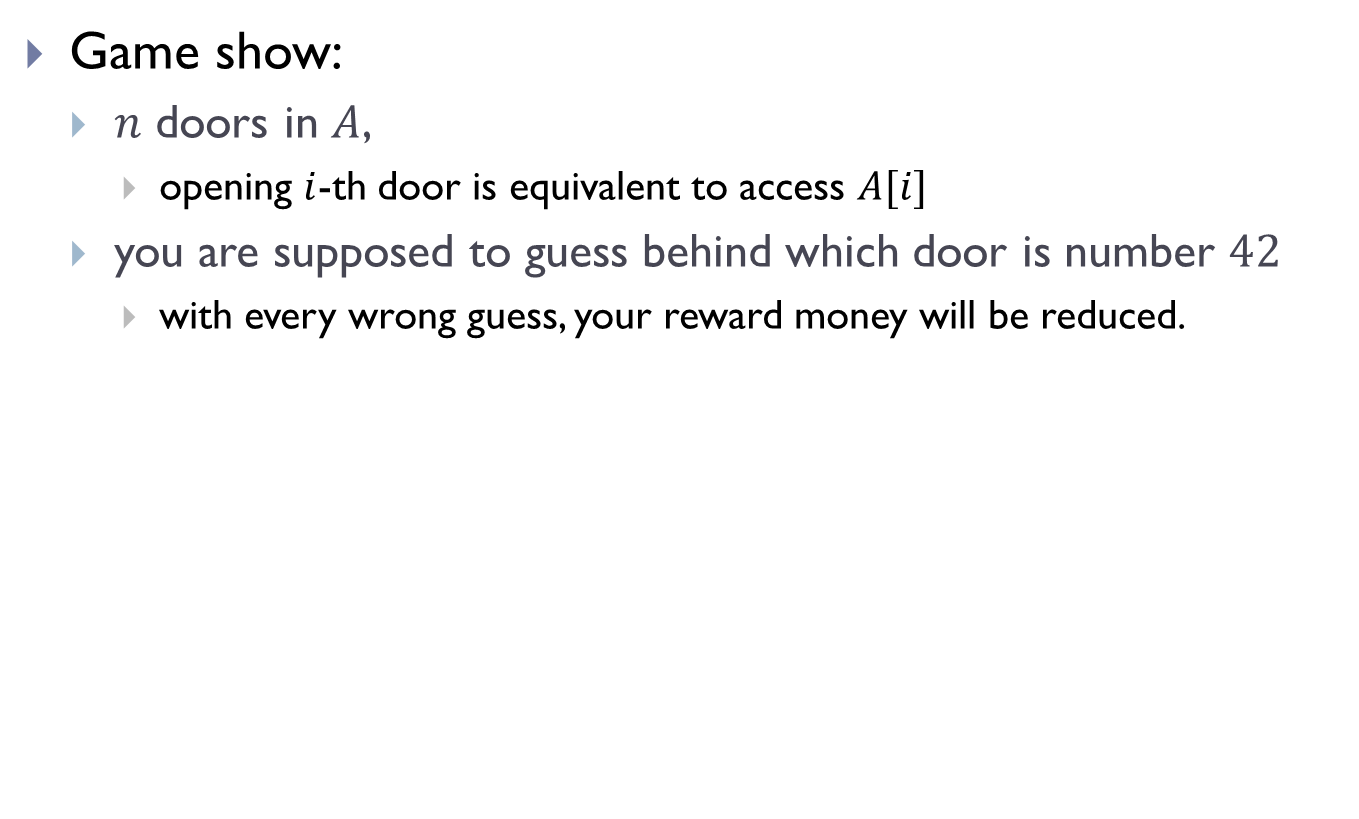 Game show:
n doors in A,
opening i-th door is equivalent to access A[i]
you are supposed to guess behind which door is number 42
with every wrong guess, your reward money will be reduced.